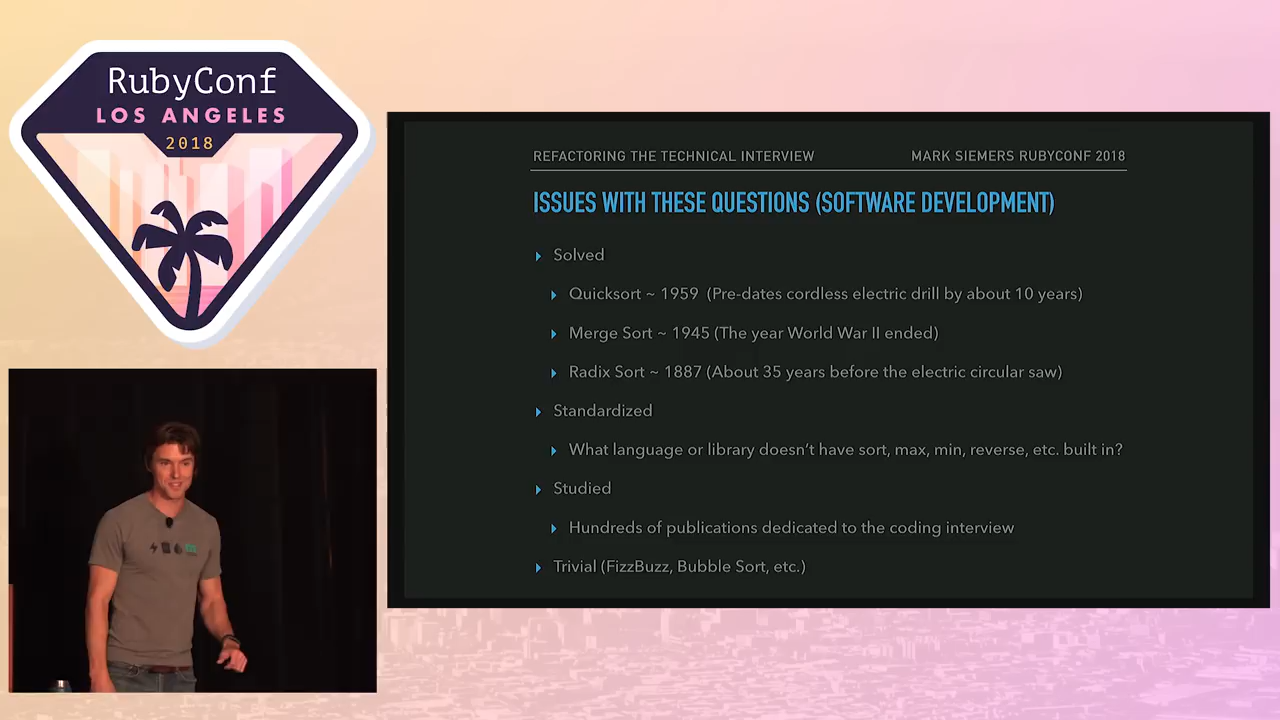 RubyConf
LOS ANGELES
2018
REFACTORING THE TECHNICAL INTERVIEW
MARK SIEMERS RUBYCONF 2018
ISSUES WITH THESE QUESTIONS (SOFTWARE DEVELOPMENT)
Solved
Quicksort ~ 1959 (Pre-dates cordless electric drill by about 10 years)
Merge Sort ~ 1945 (The year World War II ended)
Radix Sort ~ 1887 (About 35 years before the electric circular saw)
Standardized
What language or library doesn't have sort, max, min, reverse, etc. built in?
Studied
Hundreds of publications dedicated to the coding interview
Trivial (FizzBuzz, Bubble Sort, etc.)